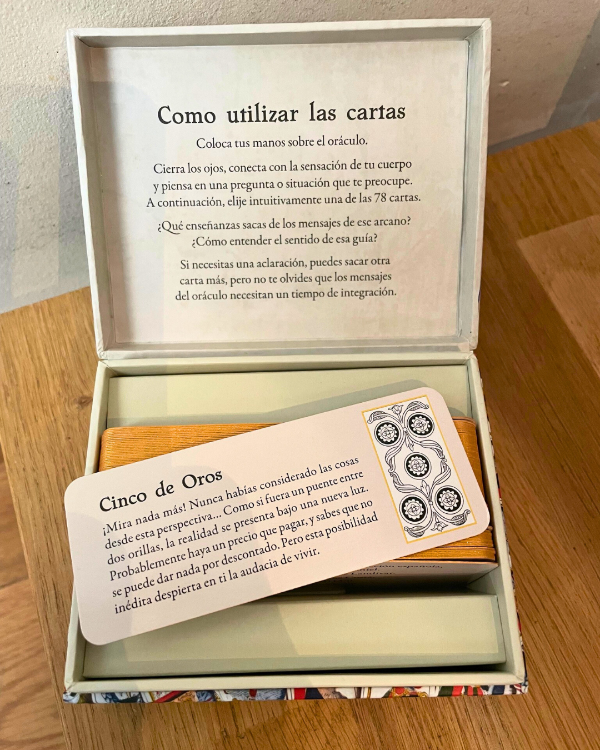 Como utilizar las cartas
Coloca tus manos sobre el oráculo.
Cierra los ojos, conecta con la sensación de tu cuerpo
y piensa en una pregunta o situación que te preocupe.
A continuación, elije intuitivamente una de las 78 cartas.
¿Qué enseñanzas sacas de los mensajes de ese arcano?
¿Cómo entender el sentido de esa guía?
Si necesitas una aclaración, puedes sacar otra
carta más, pero no te olvides que los mensajes
del oráculo necesitan un tiempo de integración.
Cinco de Oros
¡Mira nada más! Nunca habías considerado las cosas
desde esta perspectiva... Como si fuera un puente entre
dos orillas, la realidad se presenta bajo una nueva luz.
Probablemente haya un precio que pagar, y sabes que no
se puede dar nada por descontado. Pero esta posibilidad
inédita despierta en ti la audacia de vivir.